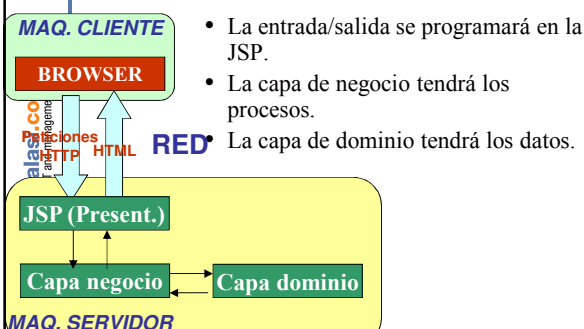 MAQ. CLIENTE
BROWSER
Peticiones
HTTP
HTML
RED
• La entrada/salida se programará en la
JSP.
• La capa de negocio tendrá los
procesos.
• La capa de dominio tendrá los datos.
JSP (Present.)
Capa negocio
Capa dominio
MAQ. SERVIDOR